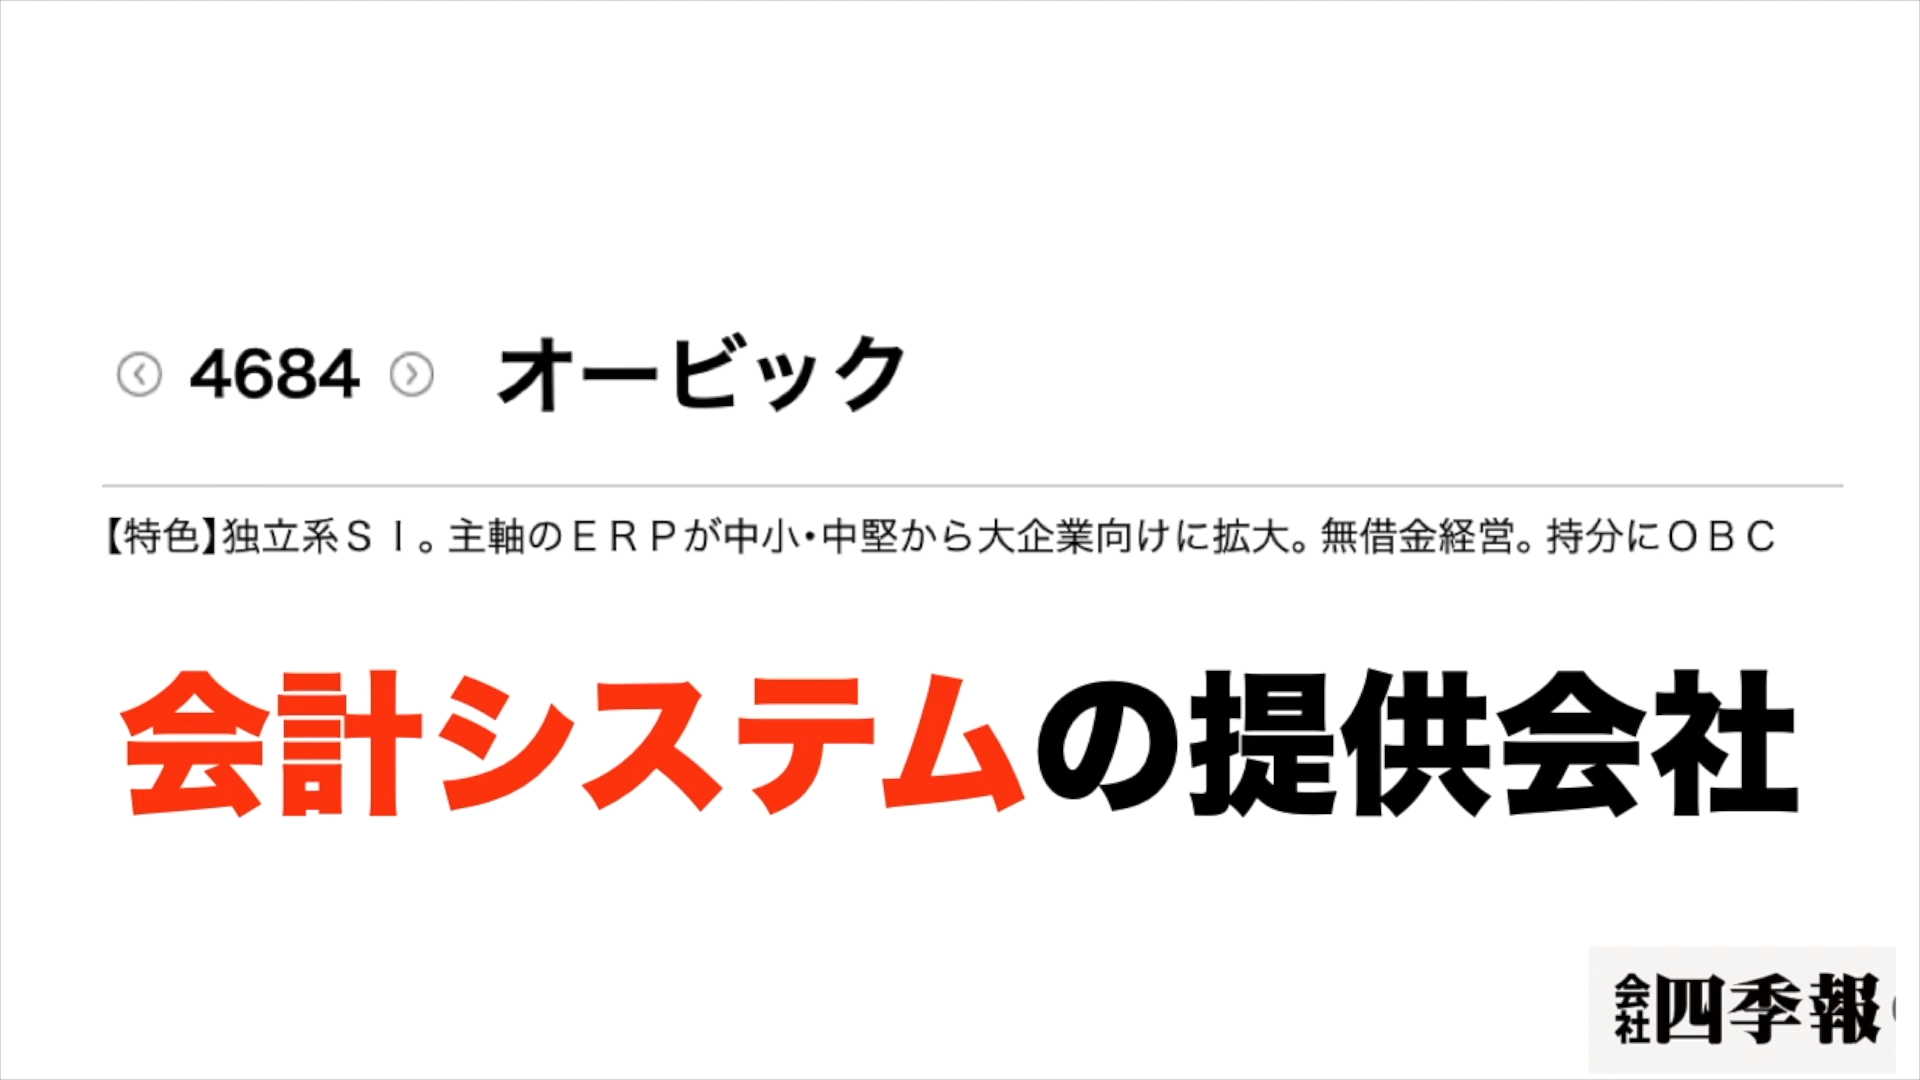 4684 オービック
【特色】独立系ＳＩ。主軸のＥＲＰが中小・中堅から大企業向けに拡大。無借金経営。持分にＯＢＣ
会計システムの提供会社
会社四季報